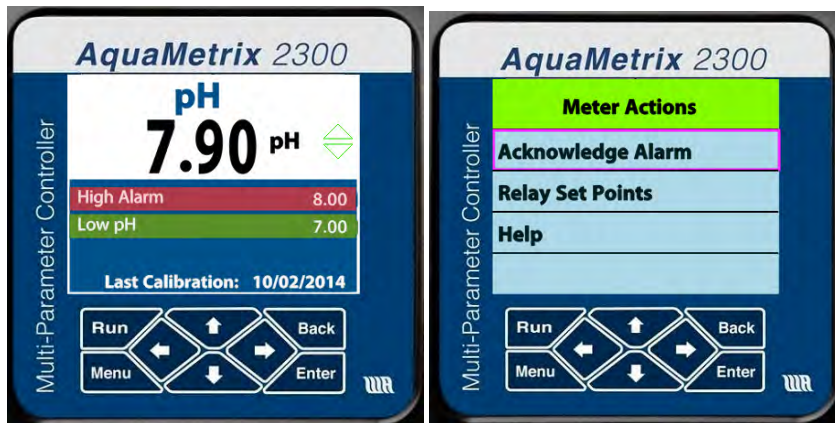 AquaMetrix 2300
Multi-Parameter Controller
pH
7.90 pH
High Alarm 8.00
Low pH 7.00
Last Calibration: 10/02/2014
Run
Back
Menu
Enter
AquaMetrix 2300
Multi-Parameter Controller
Meter Actions
Acknowledge Alarm
Relay Set Points
Help
Run
Back
Menu
Enter